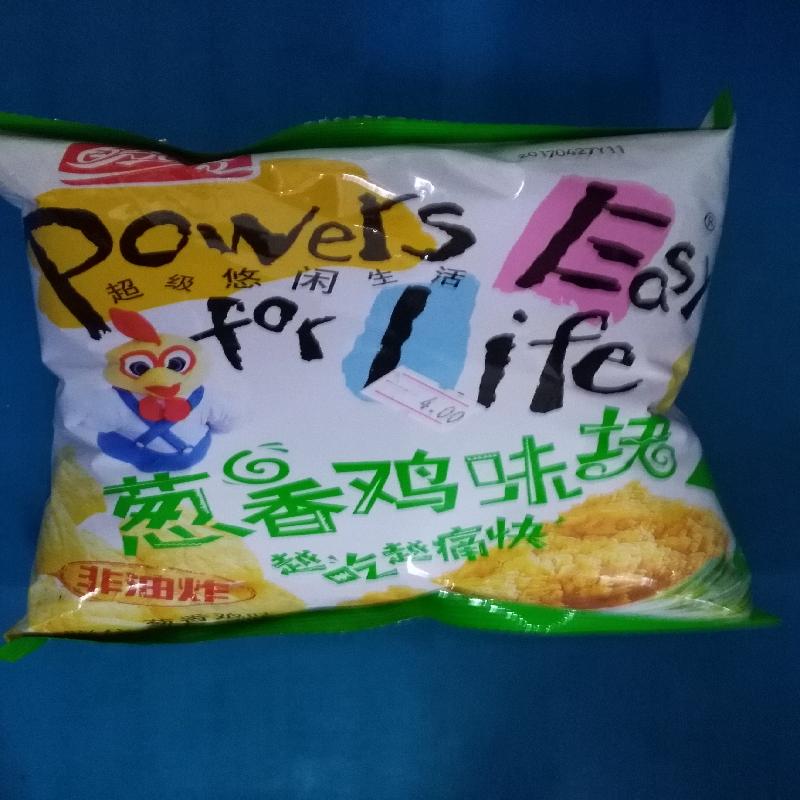 20170427Y11
Powers Easy
®
超级悠闲生活
for Life
4.00
葱香鸡味块
越吃越痛快
非油炸